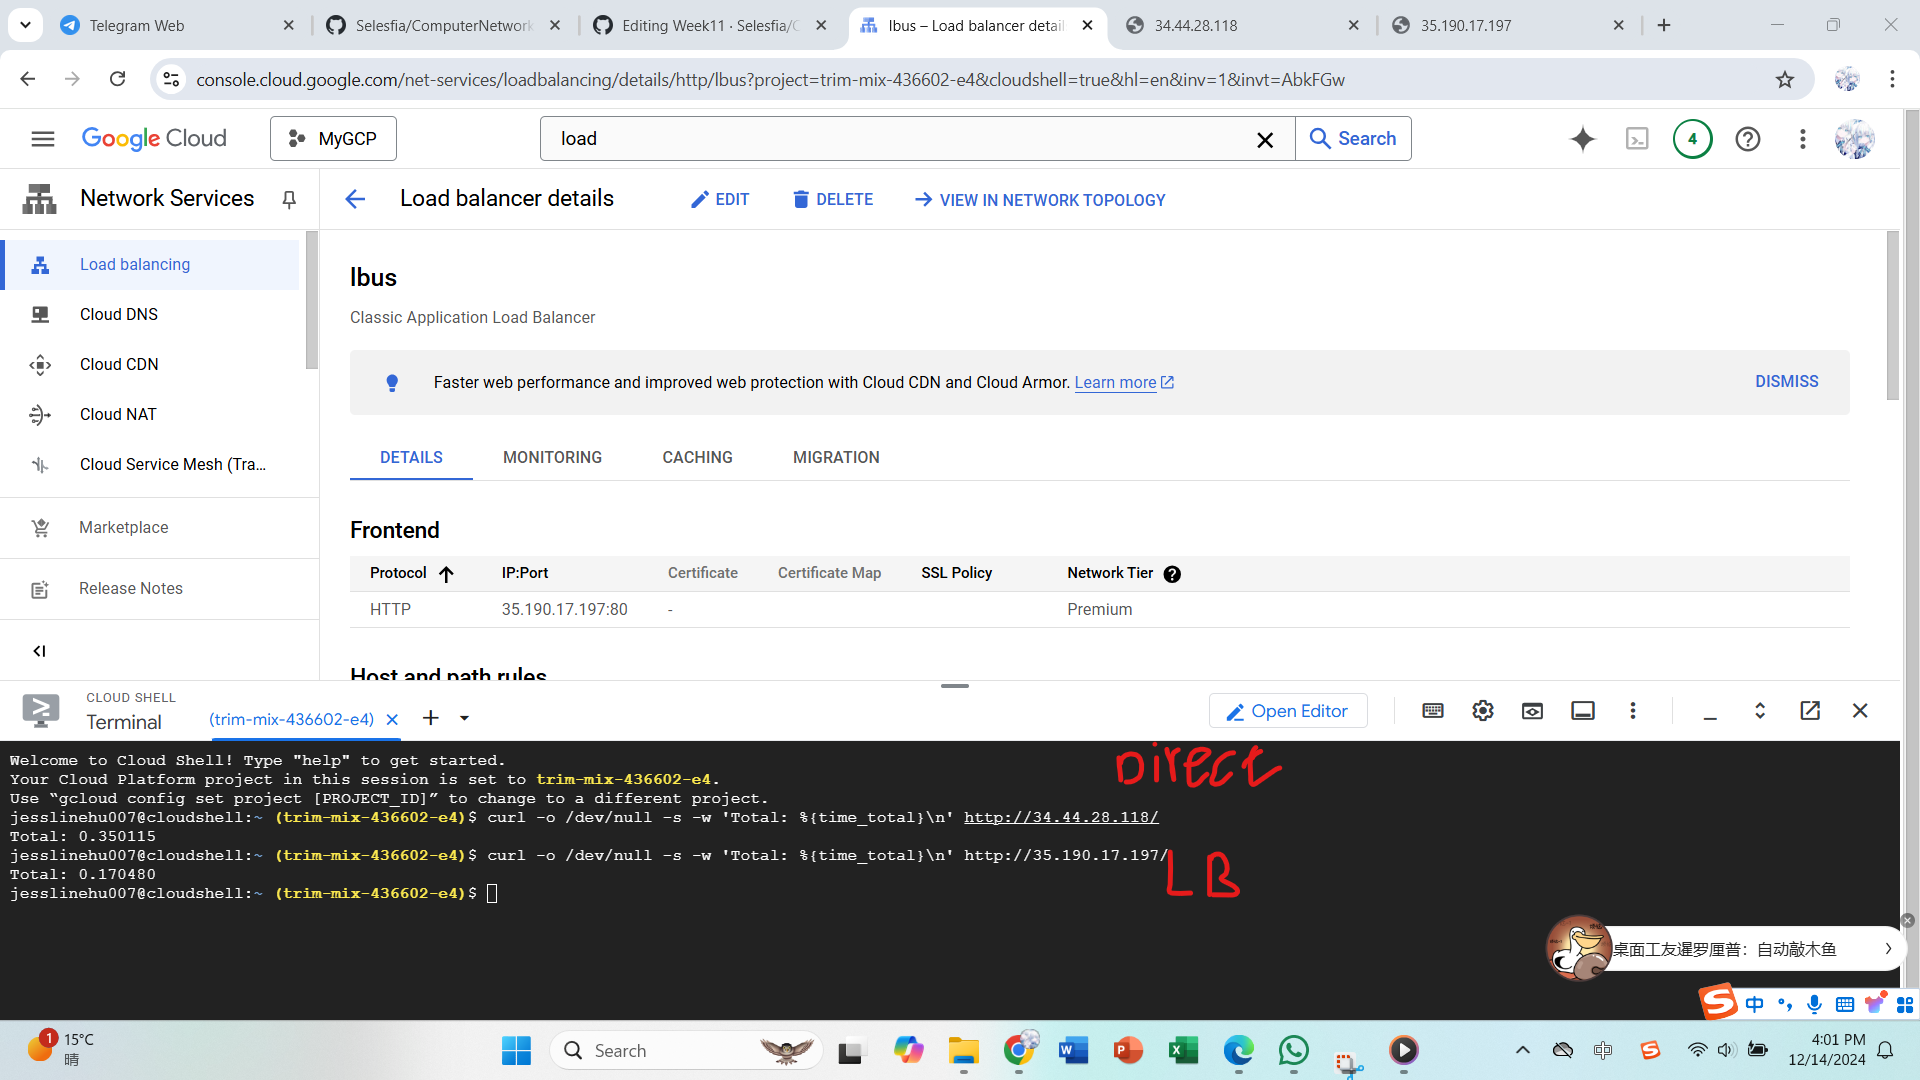 Telegram Web
Selesfia/ComputerNetwork
Editing Week11 · Selesfia/C
lbus – Load balancer detail
34.44.28.118
35.190.17.197
console.cloud.google.com/net-services/loadbalancing/details/http/lbus?project=trim-mix-436602-e4&cloudshell=true&hl=en&inv=1&invt=AbkFGw
Google Cloud
MyGCP
load
Search
4
Network Services
Load balancer details
EDIT
DELETE
VIEW IN NETWORK TOPOLOGY
Load balancing
Cloud DNS
Cloud CDN
Cloud NAT
Cloud Service Mesh (Tra...
Marketplace
Release Notes
lbus
Classic Application Load Balancer
Faster web performance and improved web protection with Cloud CDN and Cloud Armor. Learn more
DISMISS
DETAILS MONITORING CACHING MIGRATION
Frontend
Protocol IP:Port Certificate Certificate Map SSL Policy Network Tier
HTTP 35.190.17.197:80 - Premium
Host and path rules
CLOUD SHELL
Terminal
(trim-mix-436602-e4)
Open Editor
Welcome to Cloud Shell! Type "help" to get started.
Your Cloud Platform project in this session is set to trim-mix-436602-e4.
Use “gcloud config set project [PROJECT_ID]” to change to a different project.
jesslinehu007@cloudshell:~ (trim-mix-436602-e4)$ curl -o /dev/null -s -w 'Total: %{time_total}\n' http://34.44.28.118/
Total: 0.350115
jesslinehu007@cloudshell:~ (trim-mix-436602-e4)$ curl -o /dev/null -s -w 'Total: %{time_total}\n' http://35.190.17.197/
Total: 0.170480
jesslinehu007@cloudshell:~ (trim-mix-436602-e4)$
Direct
LB
桌面工友暹罗厘普：自动敲木鱼
中
1
15°C
晴
Search
中
4:01 PM
12/14/2024